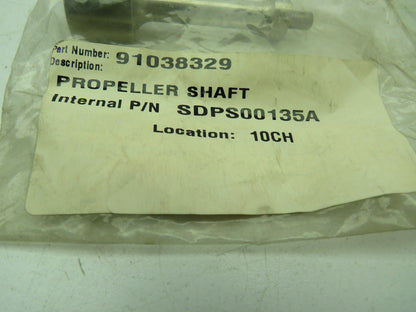 Part Number: 91038329
Description:
PROPELLER SHAFT
Internal P/N SDPS00135A
Location: 10CH